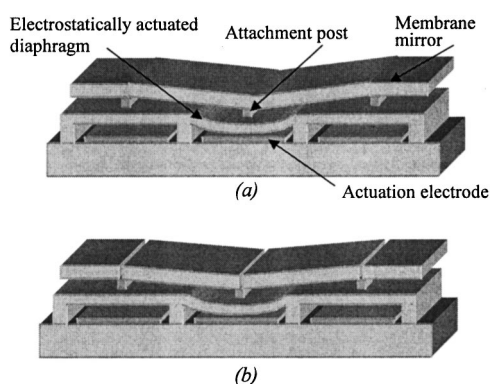 Electrostatically actuated
diaphragm
Attachment post
Membrane
mirror
(a)
Actuation electrode
(b)